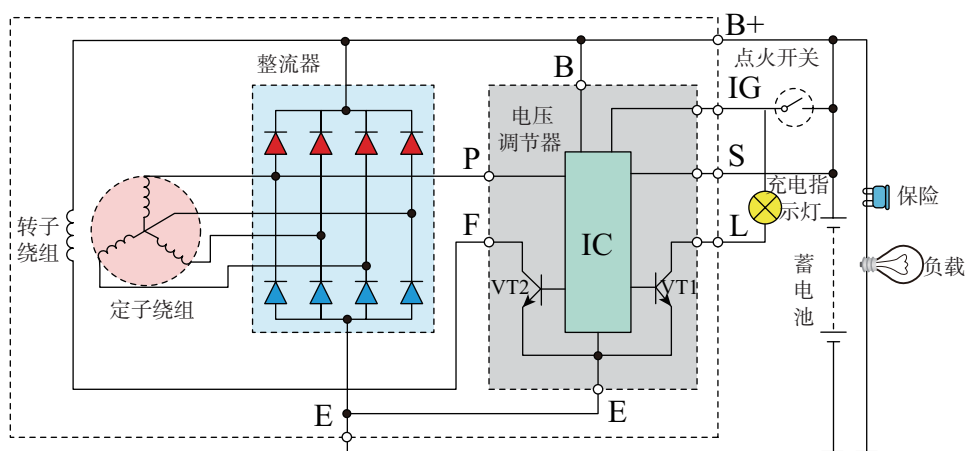 B+
整流器
点火开关
B
IG
电压
调节器
P
S
充电指
示灯
转子
绕组
F
L
保险
IC
VT2
VT1
蓄
电
池
负载
定子绕组
E
E